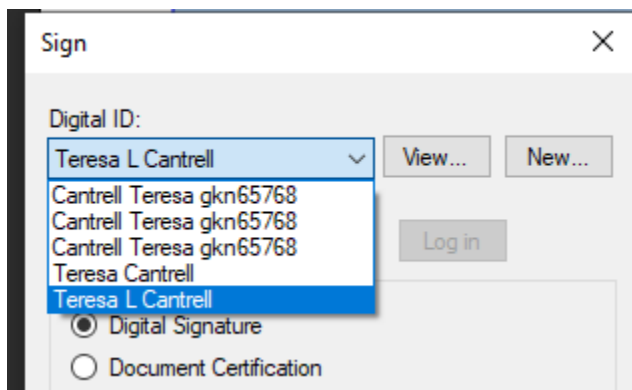 Sign
Digital ID:
Teresa L Cantrell
View...
New...
Cantrell Teresa gkn65768
Cantrell Teresa gkn65768
Cantrell Teresa gkn65768
Teresa Cantrell
Teresa L Cantrell
Log in
Digital Signature
Document Certification